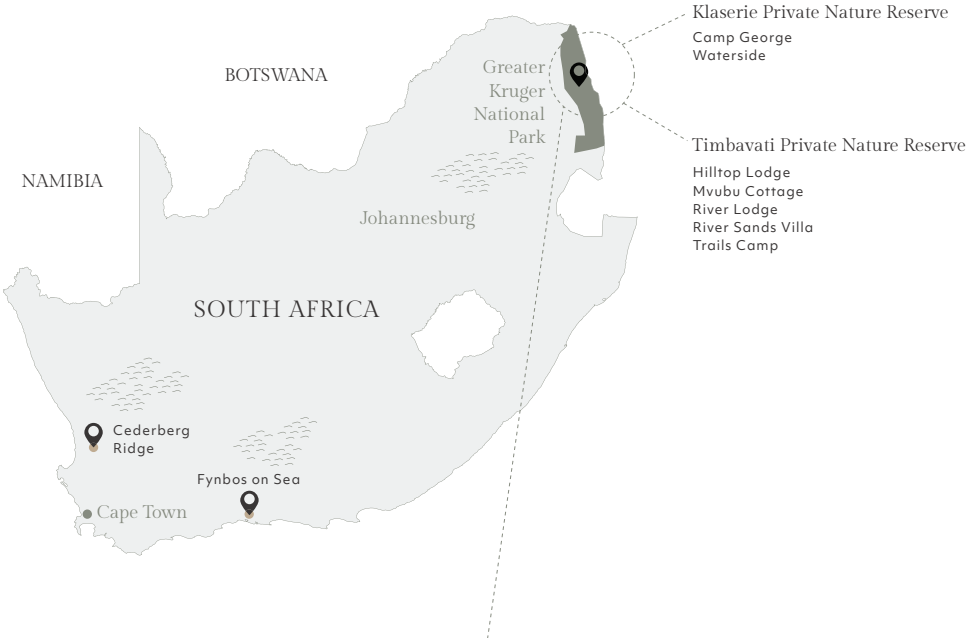 Klaserie Private Nature Reserve
Camp George
Waterside
BOTSWANA
Greater
Kruger
National
Park
Timbavati Private Nature Reserve
Hilltop Lodge
Mvubu Cottage
River Lodge
River Sands Villa
Trails Camp
NAMIBIA
Johannesburg
SOUTH AFRICA
Cederberg
Ridge
Fynbos on Sea
Cape Town